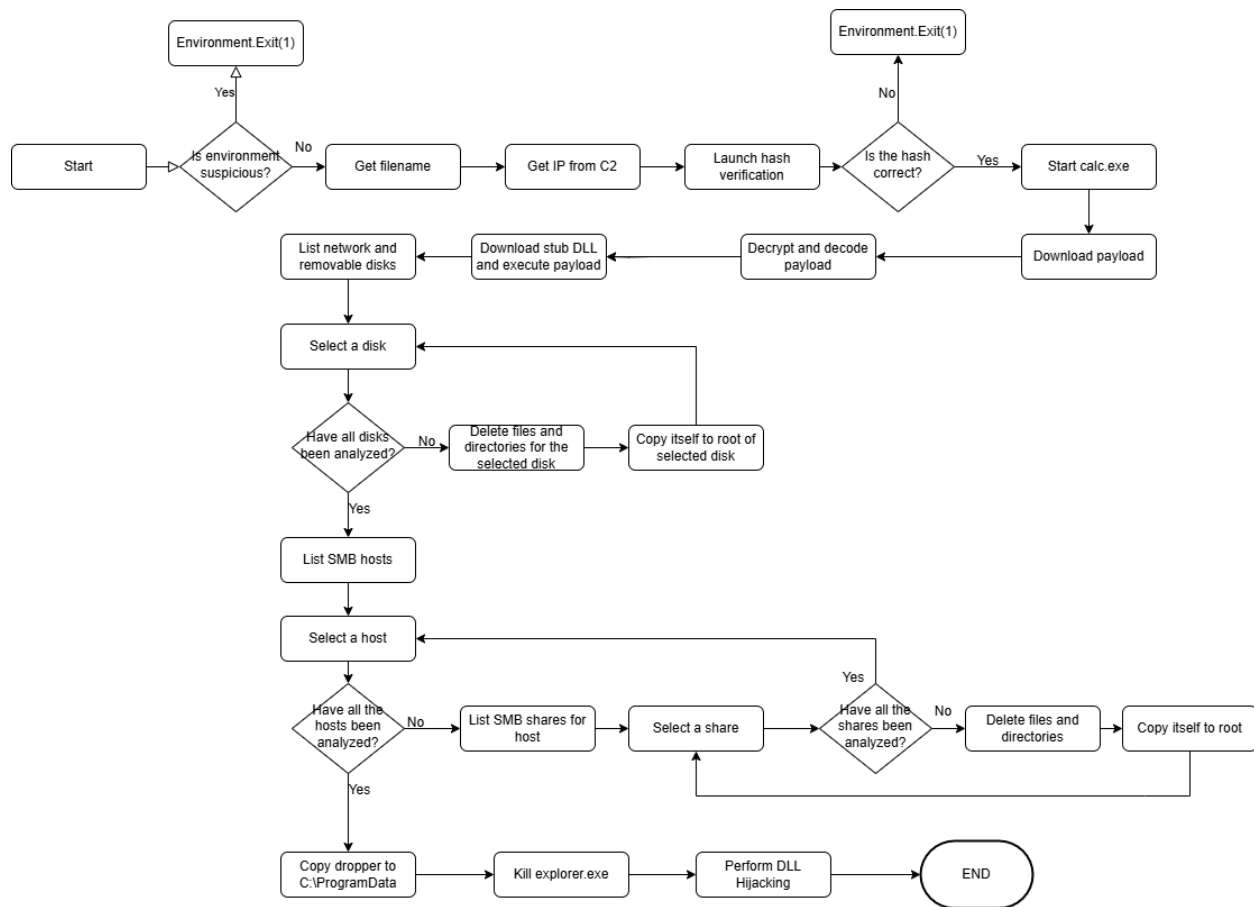 Environment.Exit(1)
Environment.Exit(1)
Yes
No
Start
Is environment
suspicious?
No
Get filename
Get IP from C2
Launch hash
verification
Is the hash
correct?
Yes
Start calc.exe
List network and
removable disks
Download stub DLL
and execute payload
Decrypt and decode
payload
Download payload
Select a disk
Have all disks
been analyzed?
No
Delete files and
directories for the
selected disk
Copy itself to root of
selected disk
Yes
List SMB hosts
Select a host
Yes
Have all the
hosts been
analyzed?
No
List SMB shares for
host
Select a share
Have all the
shares been
analyzed?
No
Delete files and
directories
Copy itself to root
Yes
Copy dropper to
C:\ProgramData
Kill explorer.exe
Perform DLL
Hijacking
END